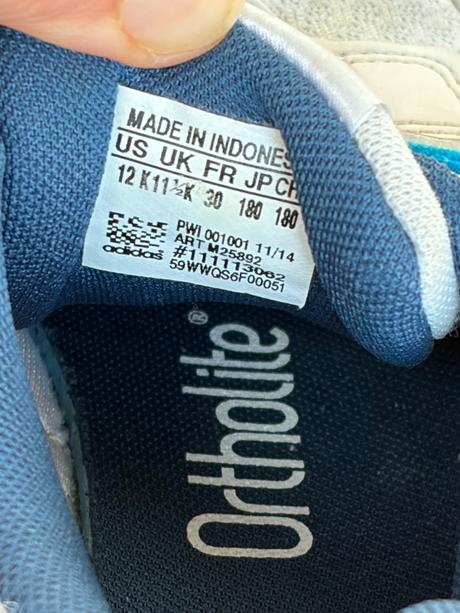 MADE IN INDONES
US UK FR JP CH
12 K 11½K 30 180 180
PWI 001001 11/14
ART M25892
#111113062
adidas
59WWQS6F00051
Ortholite®